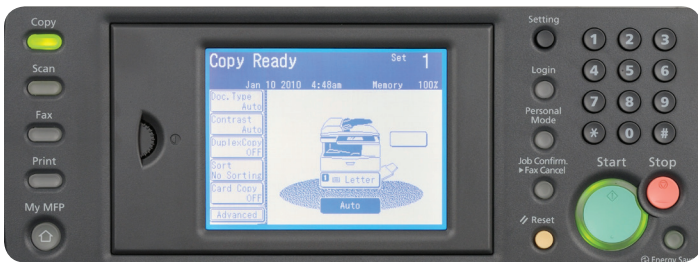 Copy
Scan
Fax
Print
My MFP
Copy Ready
Set 1
Jan 10 2010 4:48am Memory 100%
Doc.Type
Auto
Contrast
Auto
DuplexCopy
OFF
Sort
No Sorting
Card Copy
OFF
Advanced
1 Letter
Auto
Setting
Login
Personal
Mode
Job Confirm.
▶Fax Cancel
Reset
1 2 3
4 5 6
7 8 9
* 0 #
Start Stop
Energy Sav